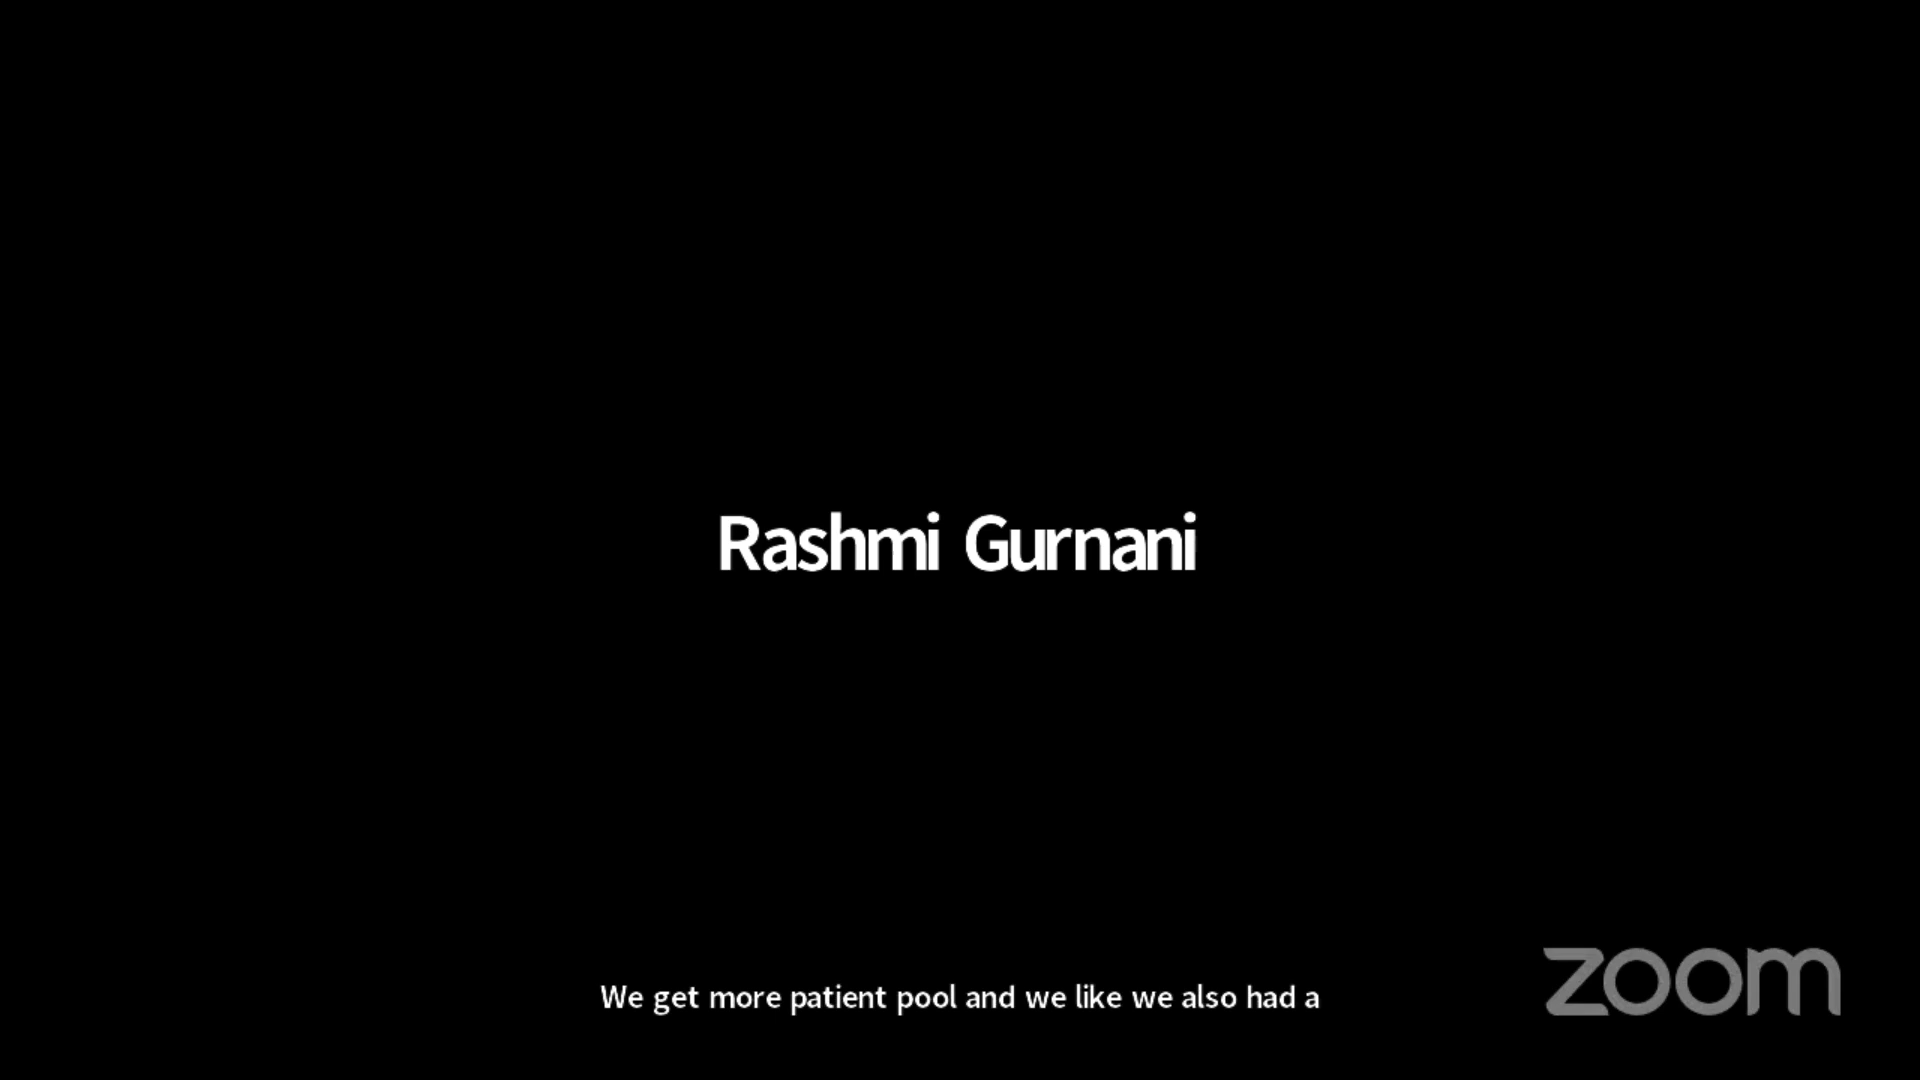 Rashmi Gurnani
We get more patient pool and we like we also had a
zoom